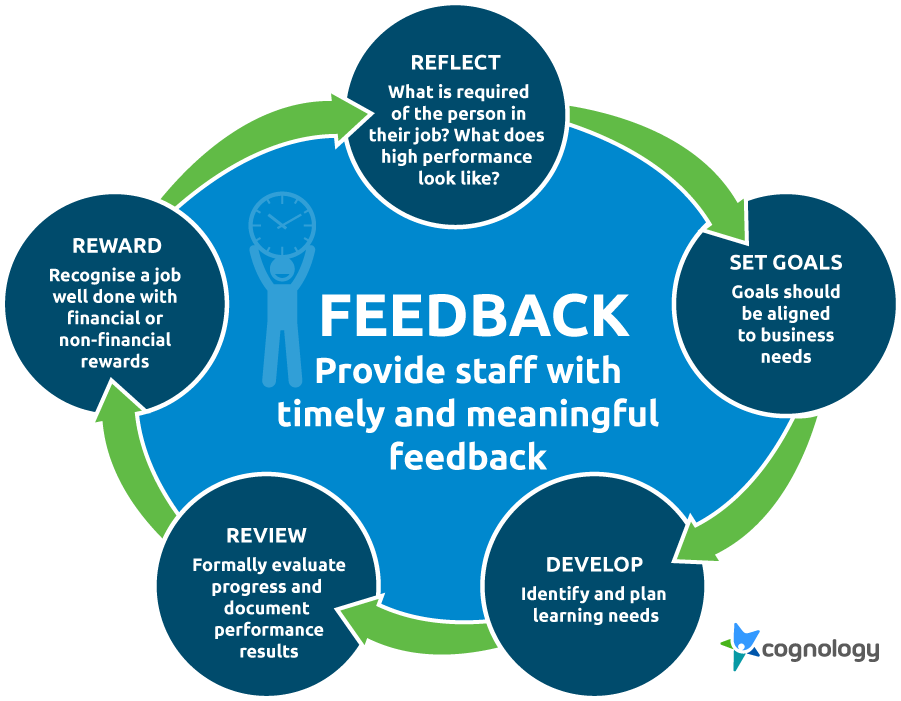 REFLECT
What is required
of the person in
their job? What does
high performance
look like?
SET GOALS
Goals should
be aligned
to business
needs
DEVELOP
Identify and plan
learning needs
REVIEW
Formally evaluate
progress and
document
performance
results
REWARD
Recognise a job
well done with
financial or
non-financial
rewards
FEEDBACK
Provide staff with
timely and meaningful
feedback
cognology